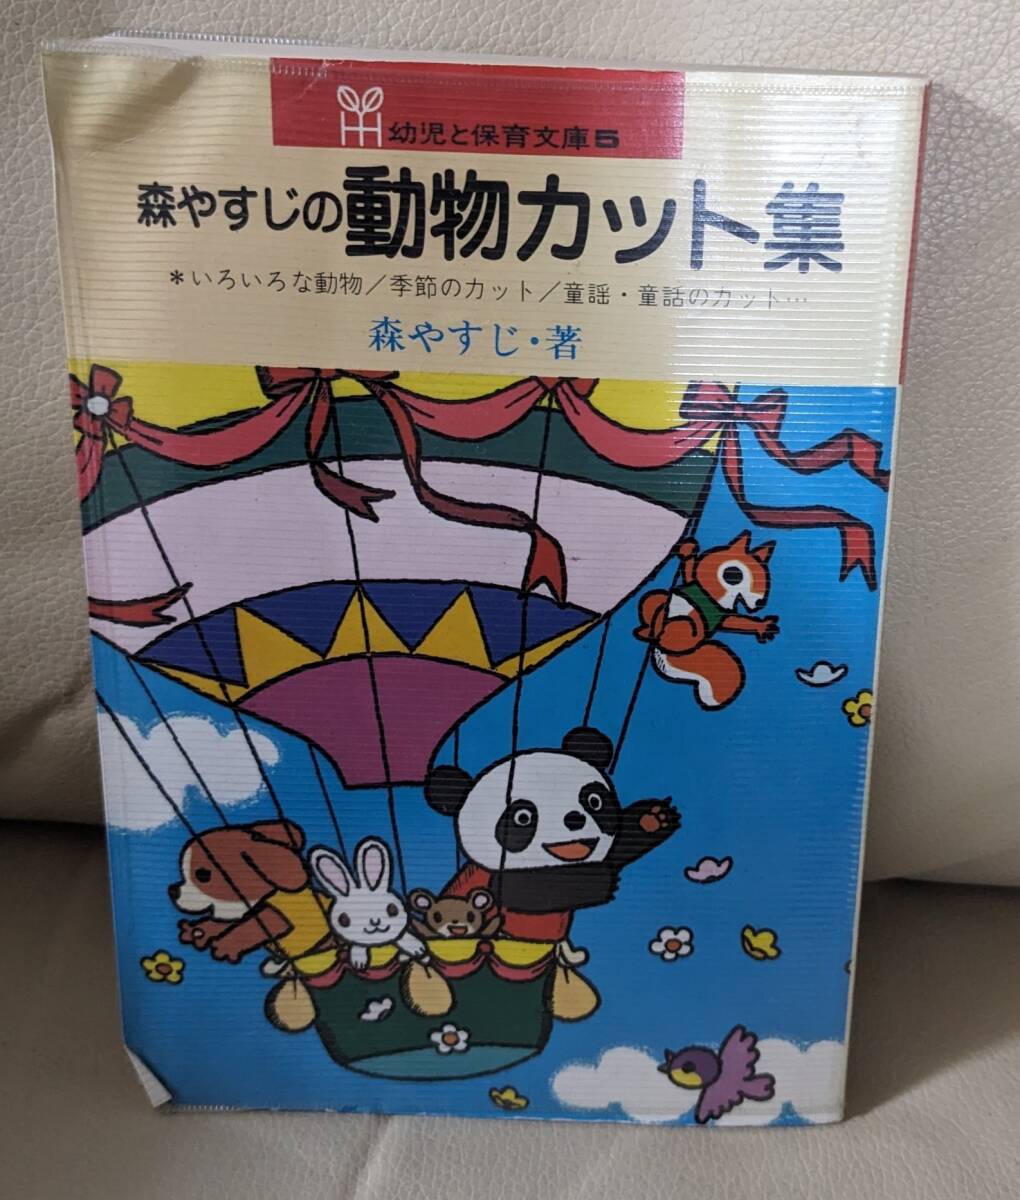 幼児と保育文庫5
森やすじの動物カット集
*いろいろな動物/季節のカット/童謡・童話のカット…
森やすじ・著